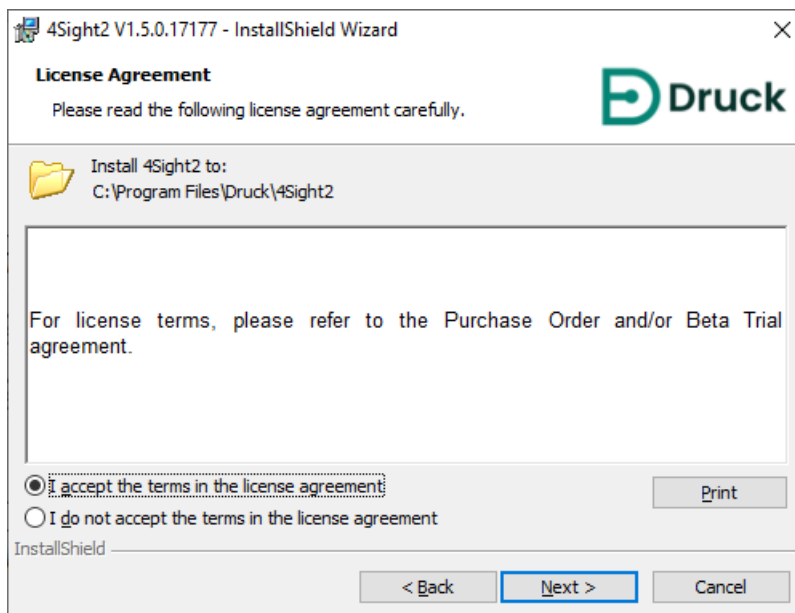 4Sight2 V1.5.0.17177 - InstallShield Wizard
License Agreement
Please read the following license agreement carefully.
Druck
Install 4Sight2 to:
C:\Program Files\Druck\4Sight2
For license terms, please refer to the Purchase Order and/or Beta Trial
agreement.
I accept the terms in the license agreement
Print
I do not accept the terms in the license agreement
InstallShield
< Back
Next >
Cancel